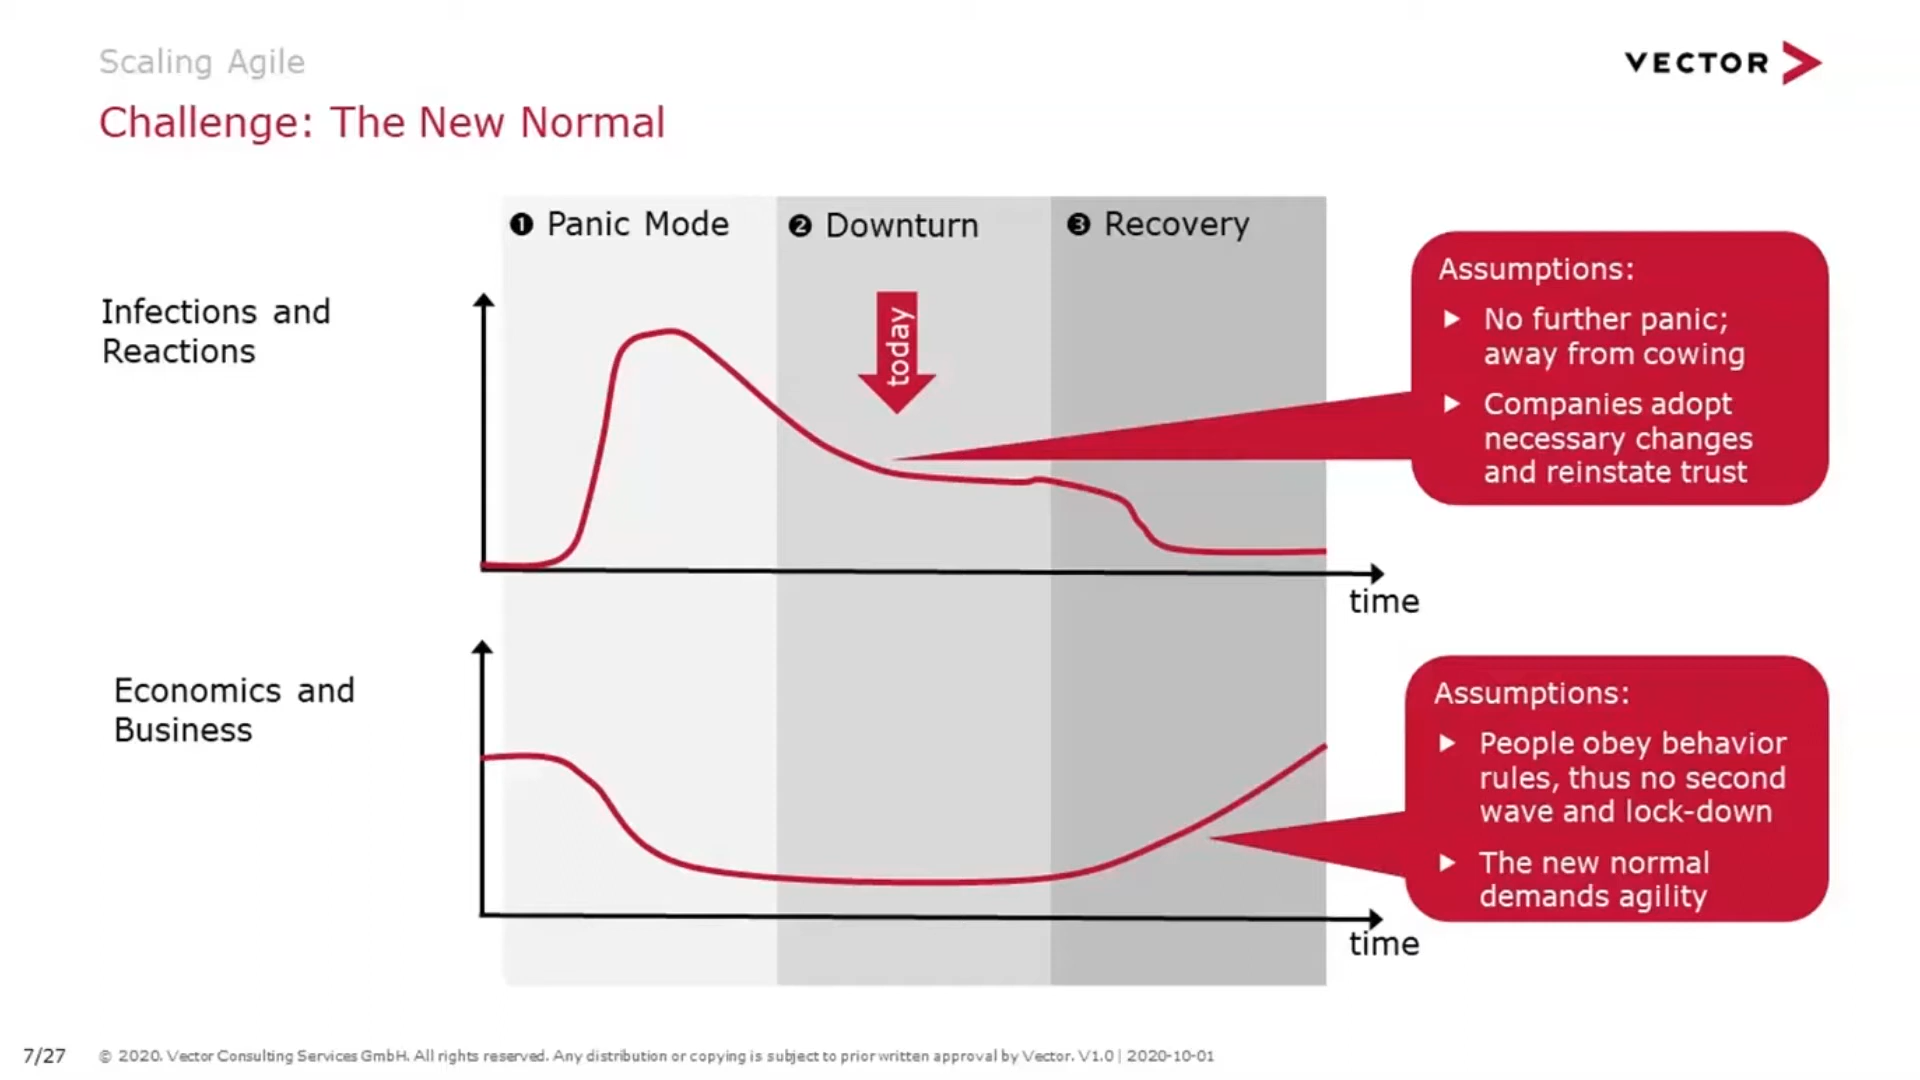 Scaling Agile
VECTOR
Challenge: The New Normal
❶ Panic Mode
❷ Downturn
❸ Recovery
Infections and
Reactions
today
Assumptions:
▶ No further panic;
away from cowing
▶ Companies adopt
necessary changes
and reinstate trust
time
Economics and
Business
Assumptions:
▶ People obey behavior
rules, thus no second
wave and lock-down
▶ The new normal
demands agility
time
7/27
© 2020. Vector Consulting Services GmbH. All rights reserved. Any distribution or copying is subject to prior written approval by Vector. V1.0 | 2020-10-01